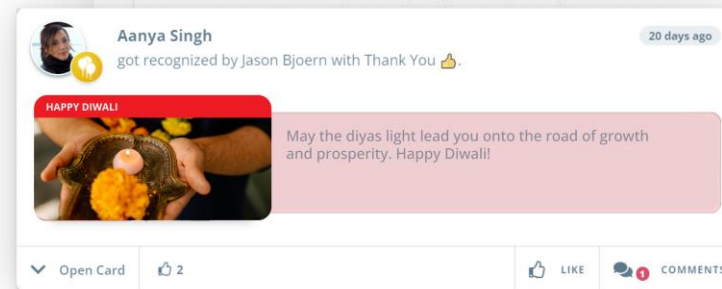 Aanya Singh
20 days ago
got recognized by Jason Bjoern with Thank You 👍.
HAPPY DIWALI
May the diyas light lead you onto the road of growth
and prosperity. Happy Diwali!
Open Card
2
LIKE
1
COMMENTS